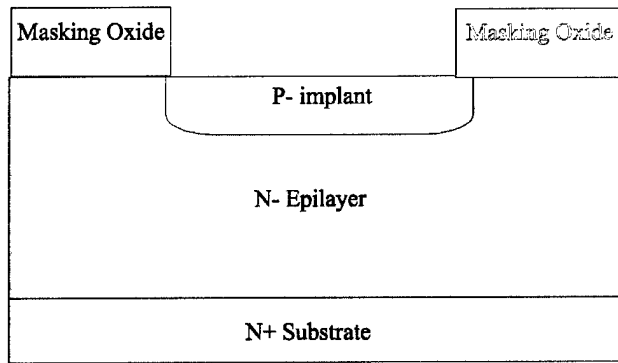 Masking Oxide
Masking Oxide
P- implant
N- Epilayer
N+ Substrate